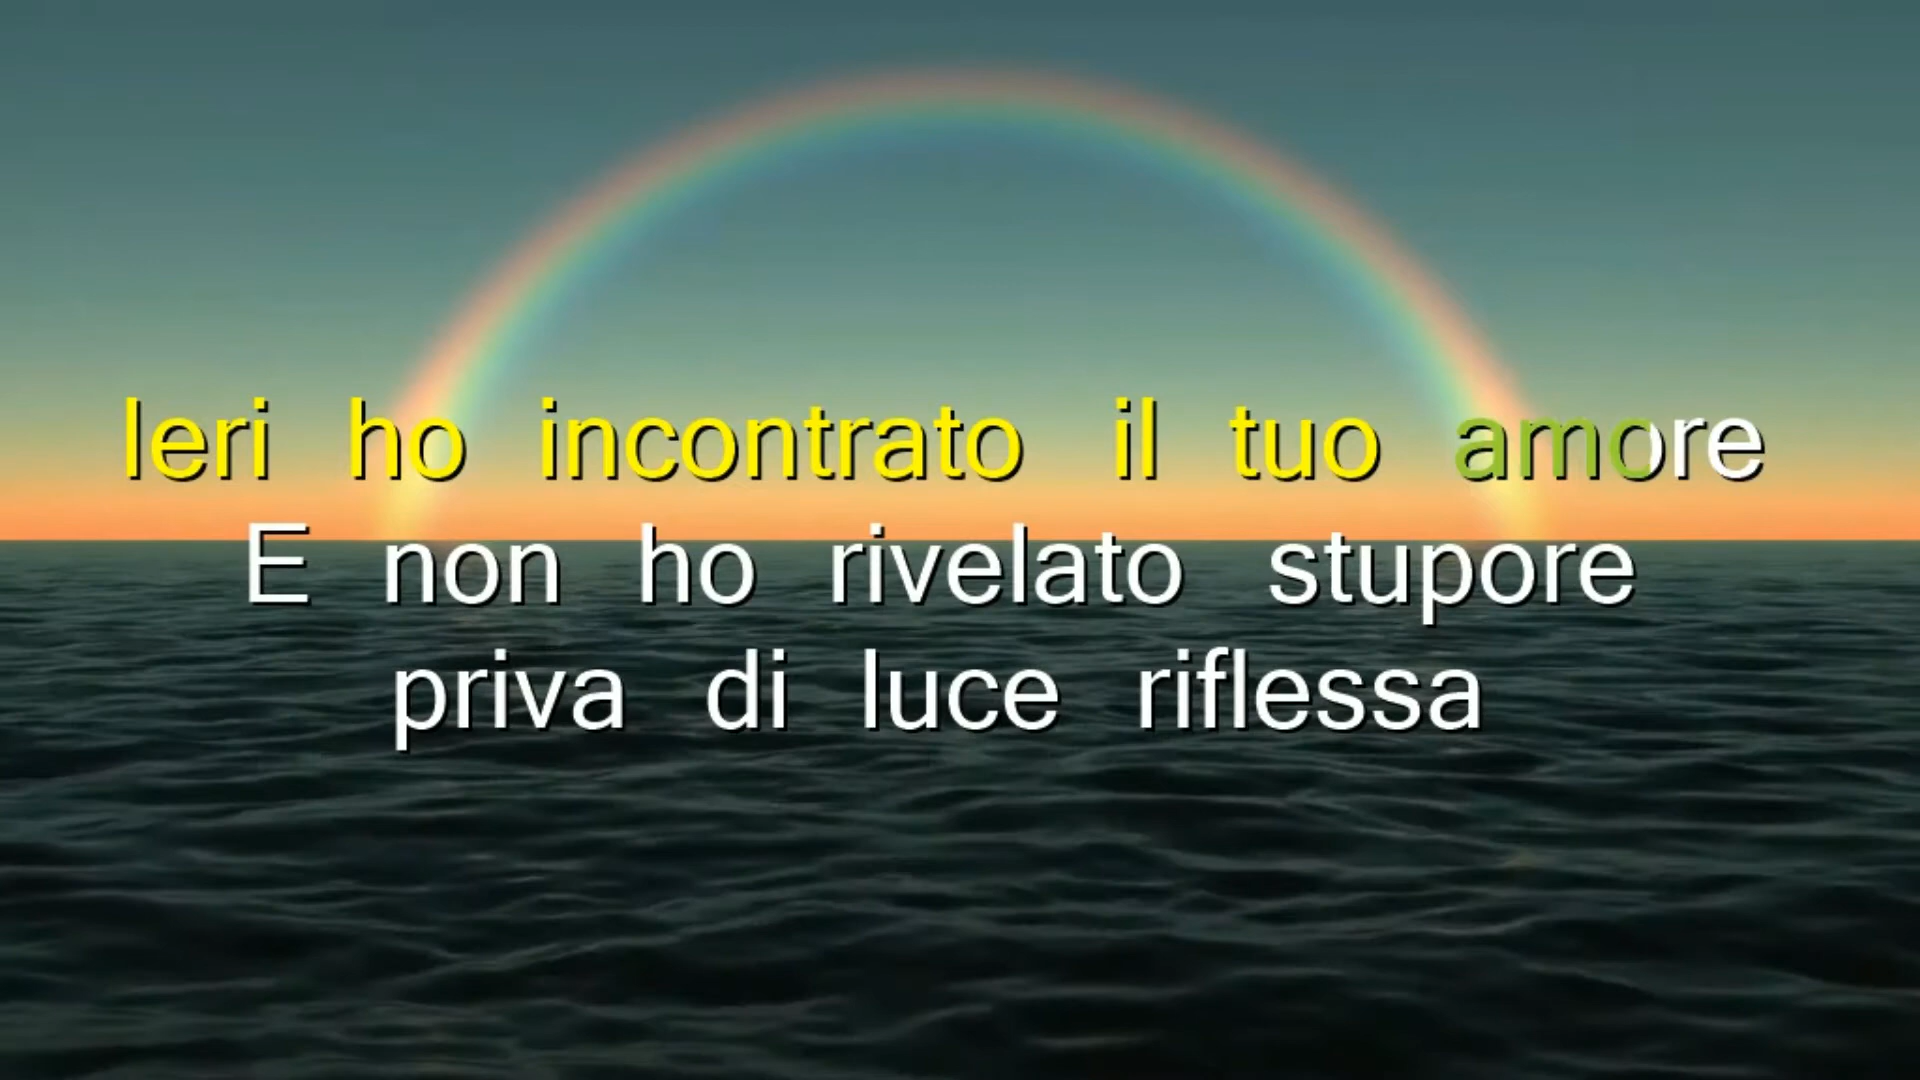 Ieri ho incontrato il tuo amore
E non ho rivelato stupore
priva di luce riflessa